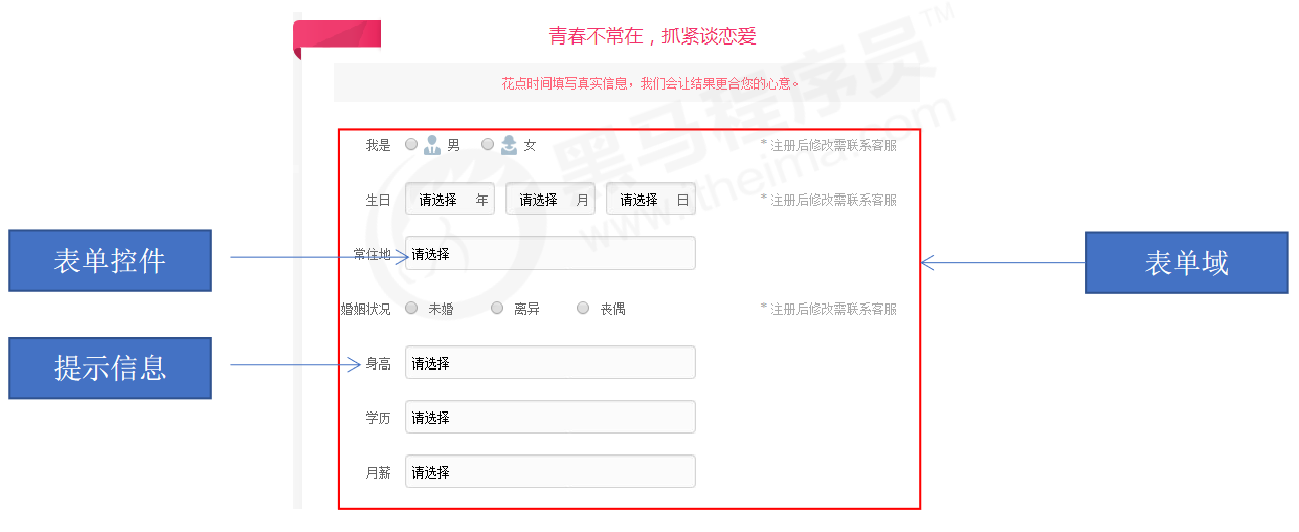 青春不常在，抓紧谈恋爱
花点时间填写真实信息，我们会让结果更合您的心意。
我是 男 女 *注册后修改需联系客服
生日 请选择 年 请选择 月 请选择 日 *注册后修改需联系客服
表单控件
常住地 请选择
表单域
婚姻状况 未婚 离异 丧偶 *注册后修改需联系客服
提示信息
身高 请选择
学历 请选择
月薪 请选择
黑马程序员™
www.itheima.com